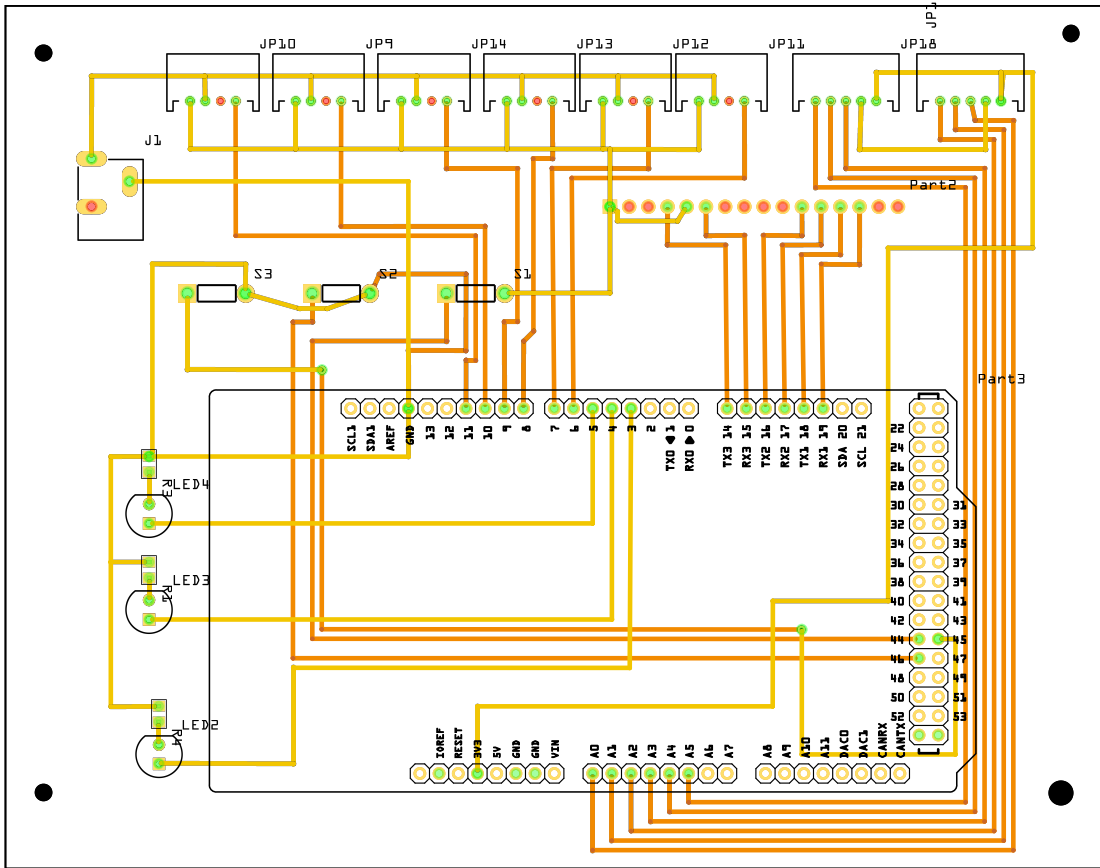 JP1
JP10 JP9 JP14 JP13 JP12 JP11 JP18
J1
Part2
S3 S2 S1
Part3
SCL1 SDA1 AREF GND 13 12 11 10 9 8 7 6 5 4 3 2 TX0 1 RX0 0 TX3 14 RX3 15 TX2 16 RX2 17 TX1 18 RX1 19 SDA 20 SCL 21
22
24
26
28
30 31
32 33
34 35
36 37
38 39
40 41
42 43
44 45
46 47
48 49
50 51
52 53
LED4
R3
LED3
R1
LED2
R4
IOREF RESET 3V3 5V GND GND VIN A0 A1 A2 A3 A4 A5 A6 A7 A8 A9 A10 A11 DAC0 DAC1 CANRX CANTX